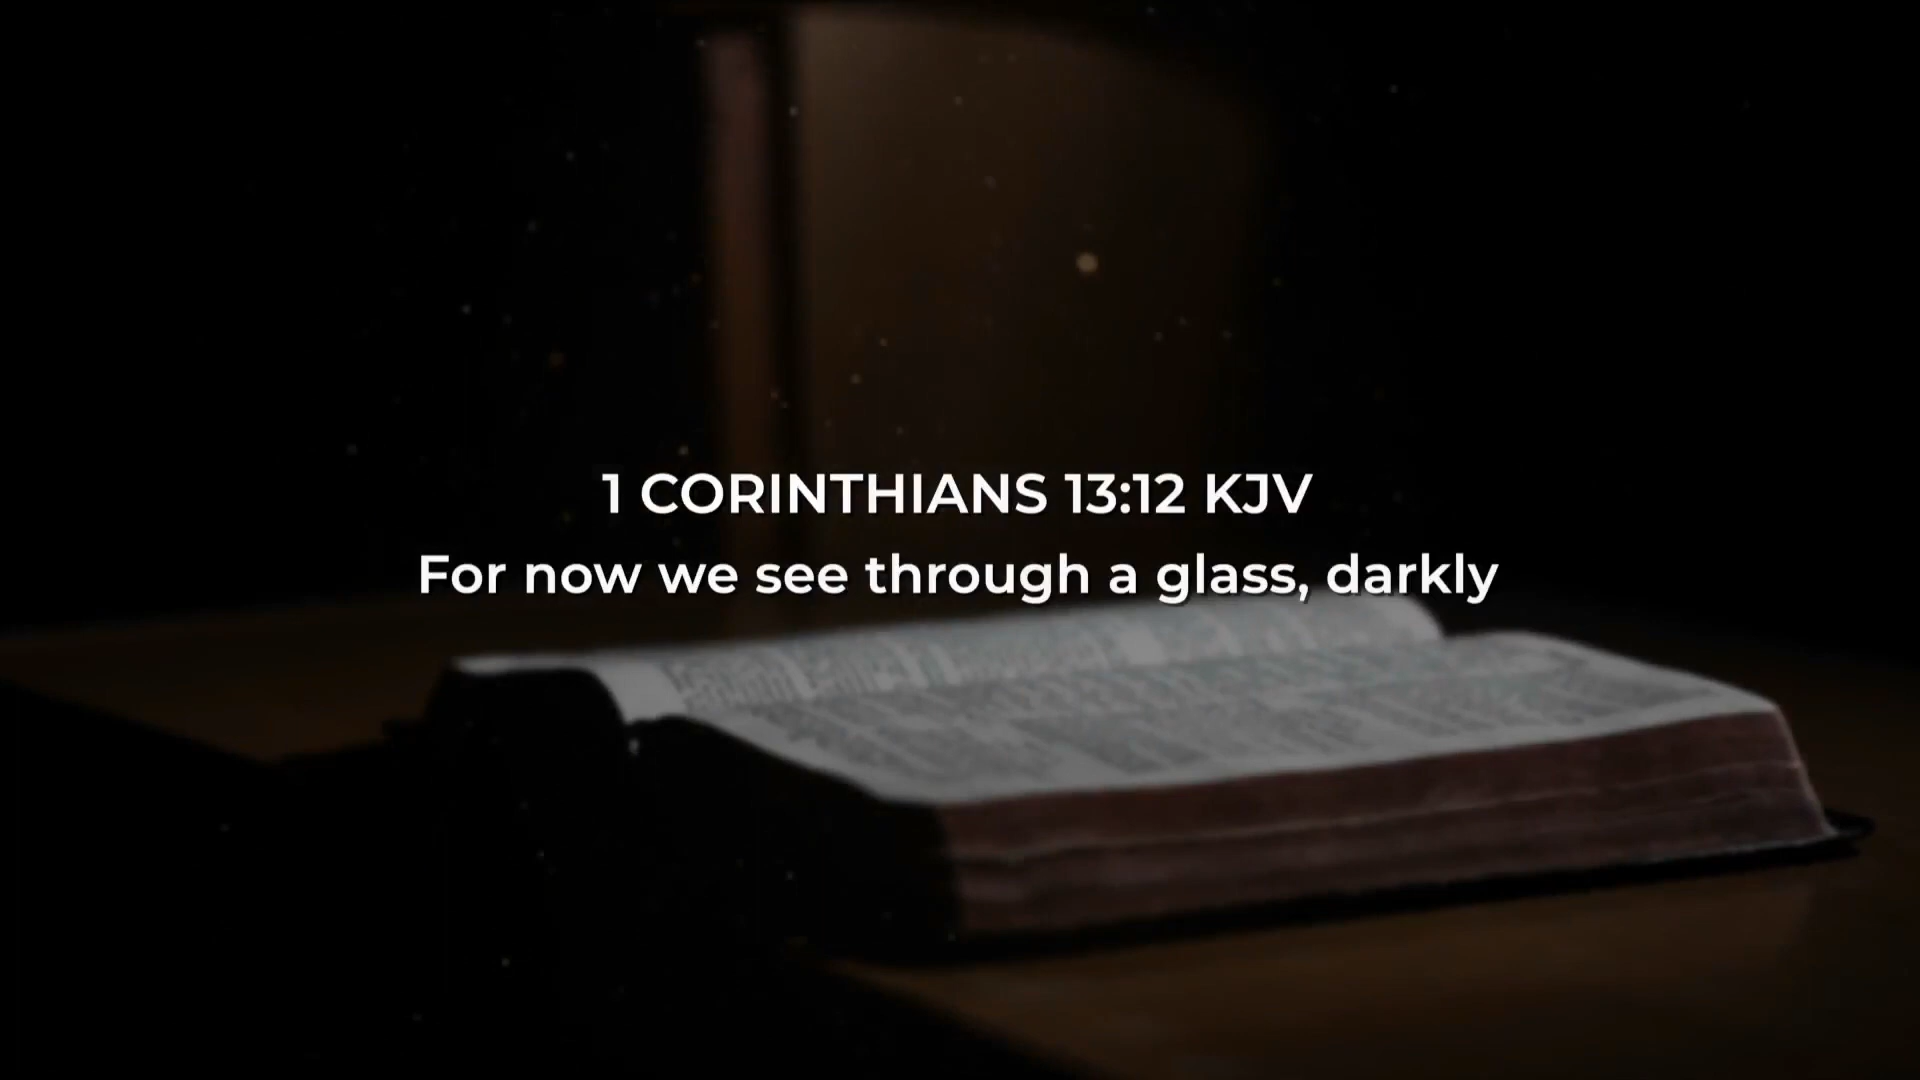 1 CORINTHIANS 13:12 KJV
For now we see through a glass, darkly